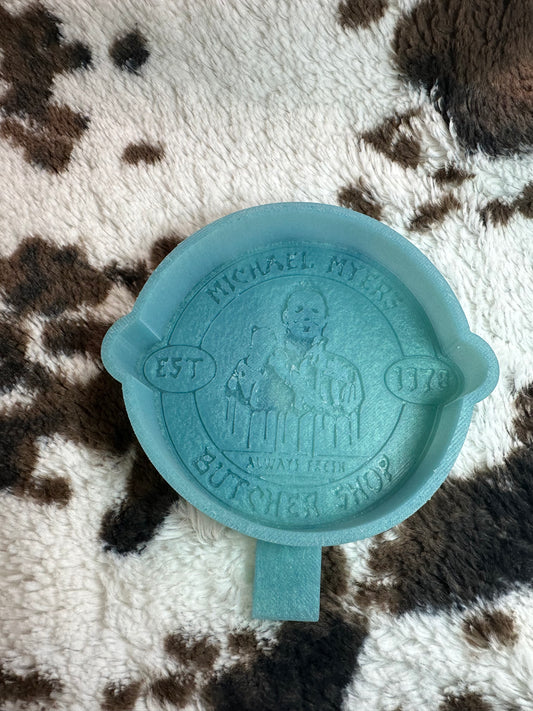 MICHAEL MYERS
EST
1978
ALWAYS FRESH
BUTCHER SHOP